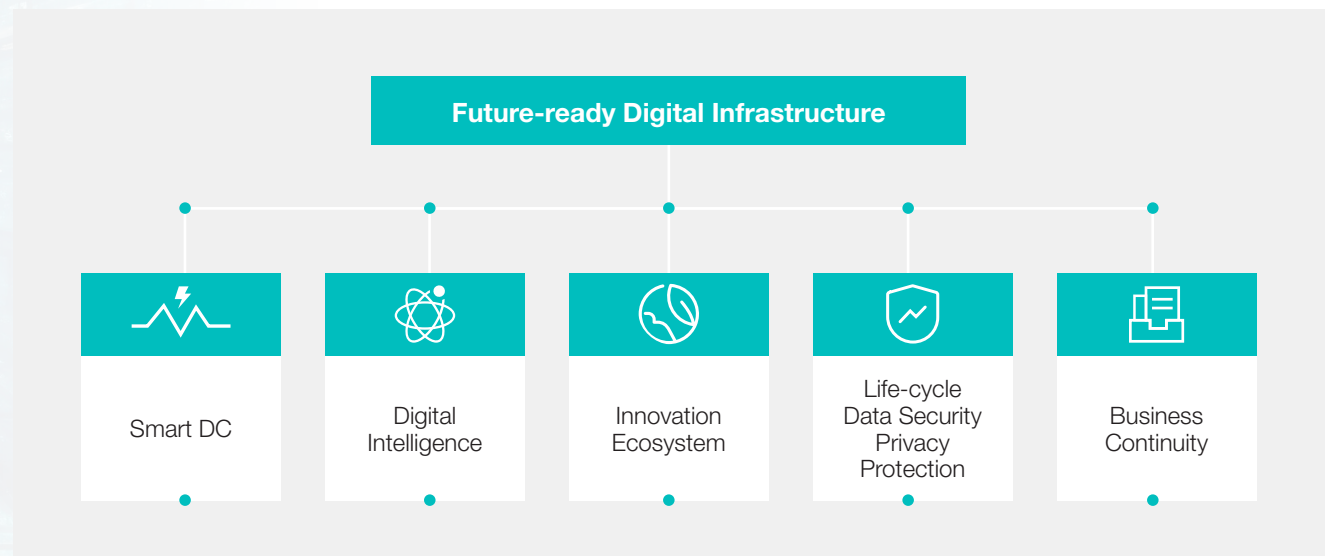 Future-ready Digital Infrastructure
Smart DC
Digital
Intelligence
Innovation
Ecosystem
Life-cycle
Data Security
Privacy
Protection
Business
Continuity